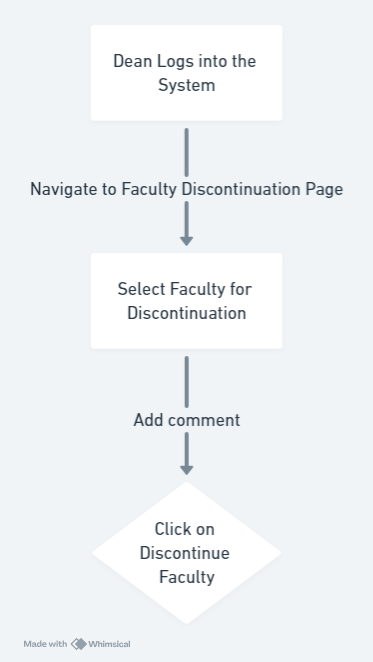 Dean Logs into the
System
Navigate to Faculty Discontinuation Page
Select Faculty for
Discontinuation
Add comment
Click on
Discontinue
Faculty
Made with Whimsical